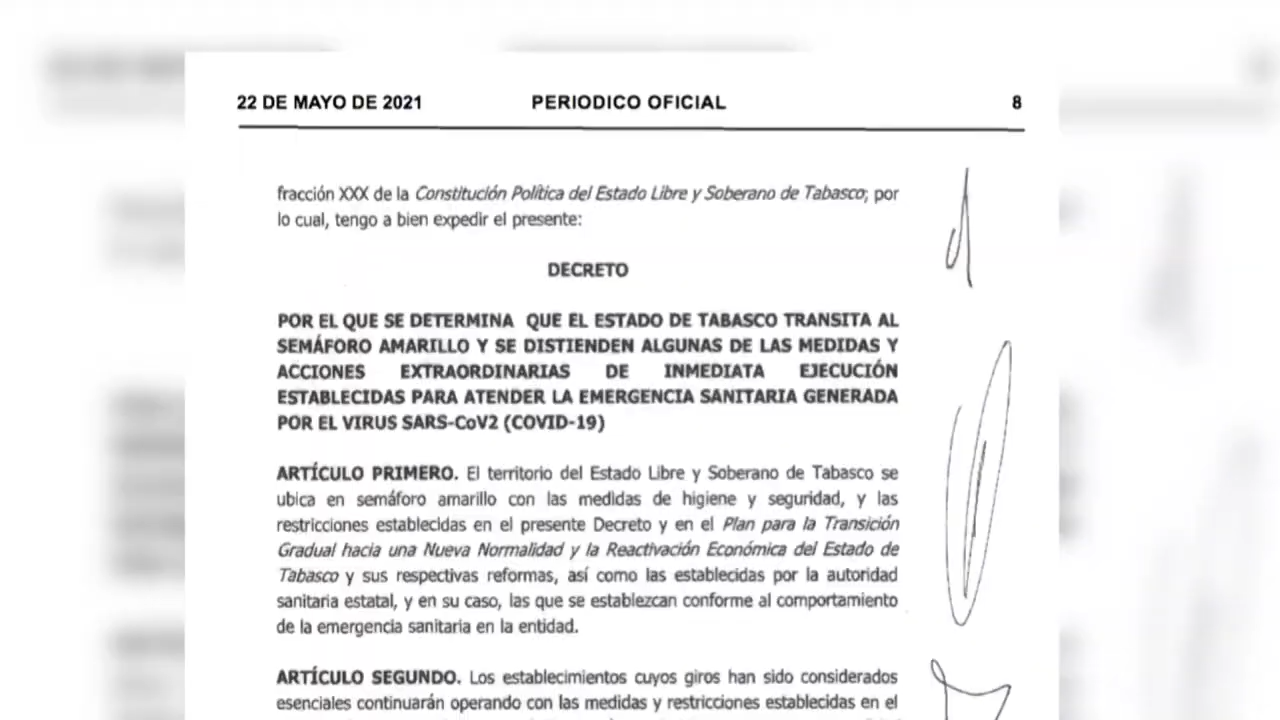 22 DE MAYO DE 2021 PERIODICO OFICIAL 8
fracción XXX de la Constitución Política del Estado Libre y Soberano de Tabasco; por
lo cual, tengo a bien expedir el presente:
DECRETO
POR EL QUE SE DETERMINA QUE EL ESTADO DE TABASCO TRANSITA AL
SEMÁFORO AMARILLO Y SE DISTIENDEN ALGUNAS DE LAS MEDIDAS Y
ACCIONES EXTRAORDINARIAS DE INMEDIATA EJECUCIÓN
ESTABLECIDAS PARA ATENDER LA EMERGENCIA SANITARIA GENERADA
POR EL VIRUS SARS-CoV2 (COVID-19)
ARTÍCULO PRIMERO. El territorio del Estado Libre y Soberano de Tabasco se
ubica en semáforo amarillo con las medidas de higiene y seguridad, y las
restricciones establecidas en el presente Decreto y en el Plan para la Transición
Gradual hacia una Nueva Normalidad y la Reactivación Económica del Estado de
Tabasco y sus respectivas reformas, así como las establecidas por la autoridad
sanitaria estatal, y en su caso, las que se establezcan conforme al comportamiento
de la emergencia sanitaria en la entidad.
ARTÍCULO SEGUNDO. Los establecimientos cuyos giros han sido considerados
esenciales continuarán operando con las medidas y restricciones establecidas en el